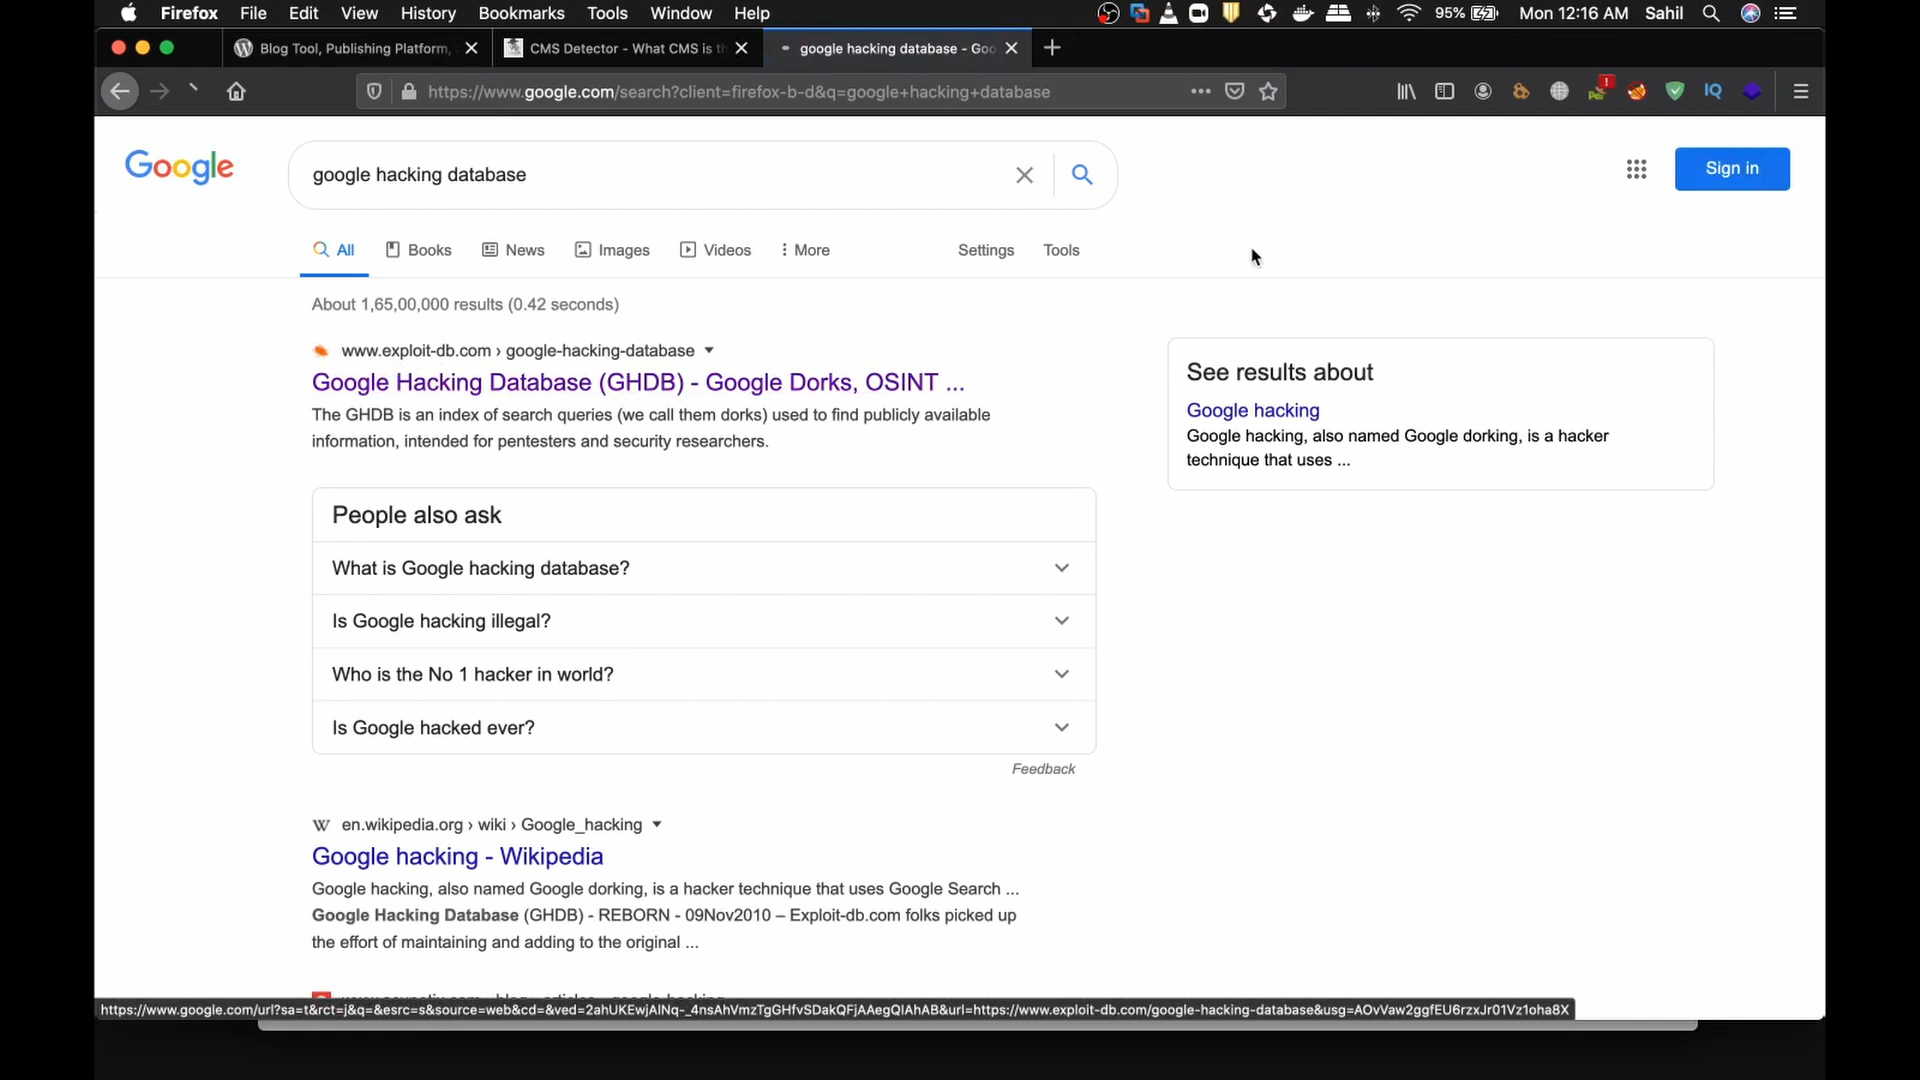 Firefox File Edit View History Bookmarks Tools Window Help 95% Mon 12:16 AM Sahil
Blog Tool, Publishing Platform, CMS Detector - What CMS is th google hacking database - Goo
https://www.google.com/search?client=firefox-b-d&q=google+hacking+database
IQ
Google google hacking database Sign in
All Books News Images Videos More Settings Tools
About 1,65,00,000 results (0.42 seconds)
www.exploit-db.com › google-hacking-database
Google Hacking Database (GHDB) - Google Dorks, OSINT ...
The GHDB is an index of search queries (we call them dorks) used to find publicly available
information, intended for pentesters and security researchers.
See results about
Google hacking
Google hacking, also named Google dorking, is a hacker
technique that uses ...
People also ask
What is Google hacking database?
Is Google hacking illegal?
Who is the No 1 hacker in world?
Is Google hacked ever?
Feedback
en.wikipedia.org › wiki › Google_hacking
Google hacking - Wikipedia
Google hacking, also named Google dorking, is a hacker technique that uses Google Search ...
Google Hacking Database (GHDB) - REBORN - 09Nov2010 – Exploit-db.com folks picked up
the effort of maintaining and adding to the original ...
https://www.google.com/url?sa=t&rct=j&q=&esrc=s&source=web&cd=&ved=2ahUKEwjAlNq-_4nsAhVmzTgGHfvSDakQFjAAegQIAhAB&url=https://www.exploit-db.com/google-hacking-database&usg=AOvVaw2ggfEU6rzxJr01Vz1oha8X